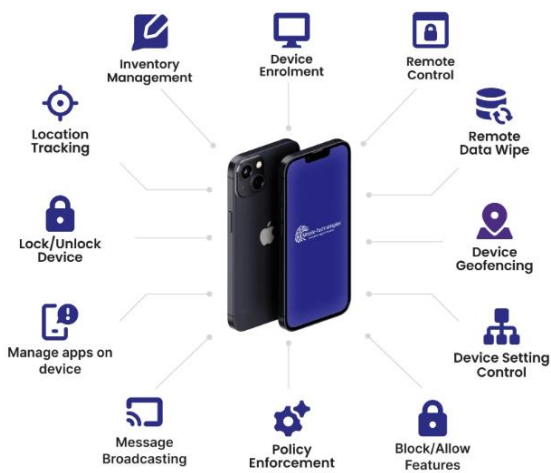 Inventory
Management
Device
Enrolment
Remote
Control
Location
Tracking
Remote
Data Wipe
Lock/Unlock
Device
Device
Geofencing
Manage apps on
device
Device Setting
Control
Message
Broadcasting
Policy
Enforcement
Block/Allow
Features